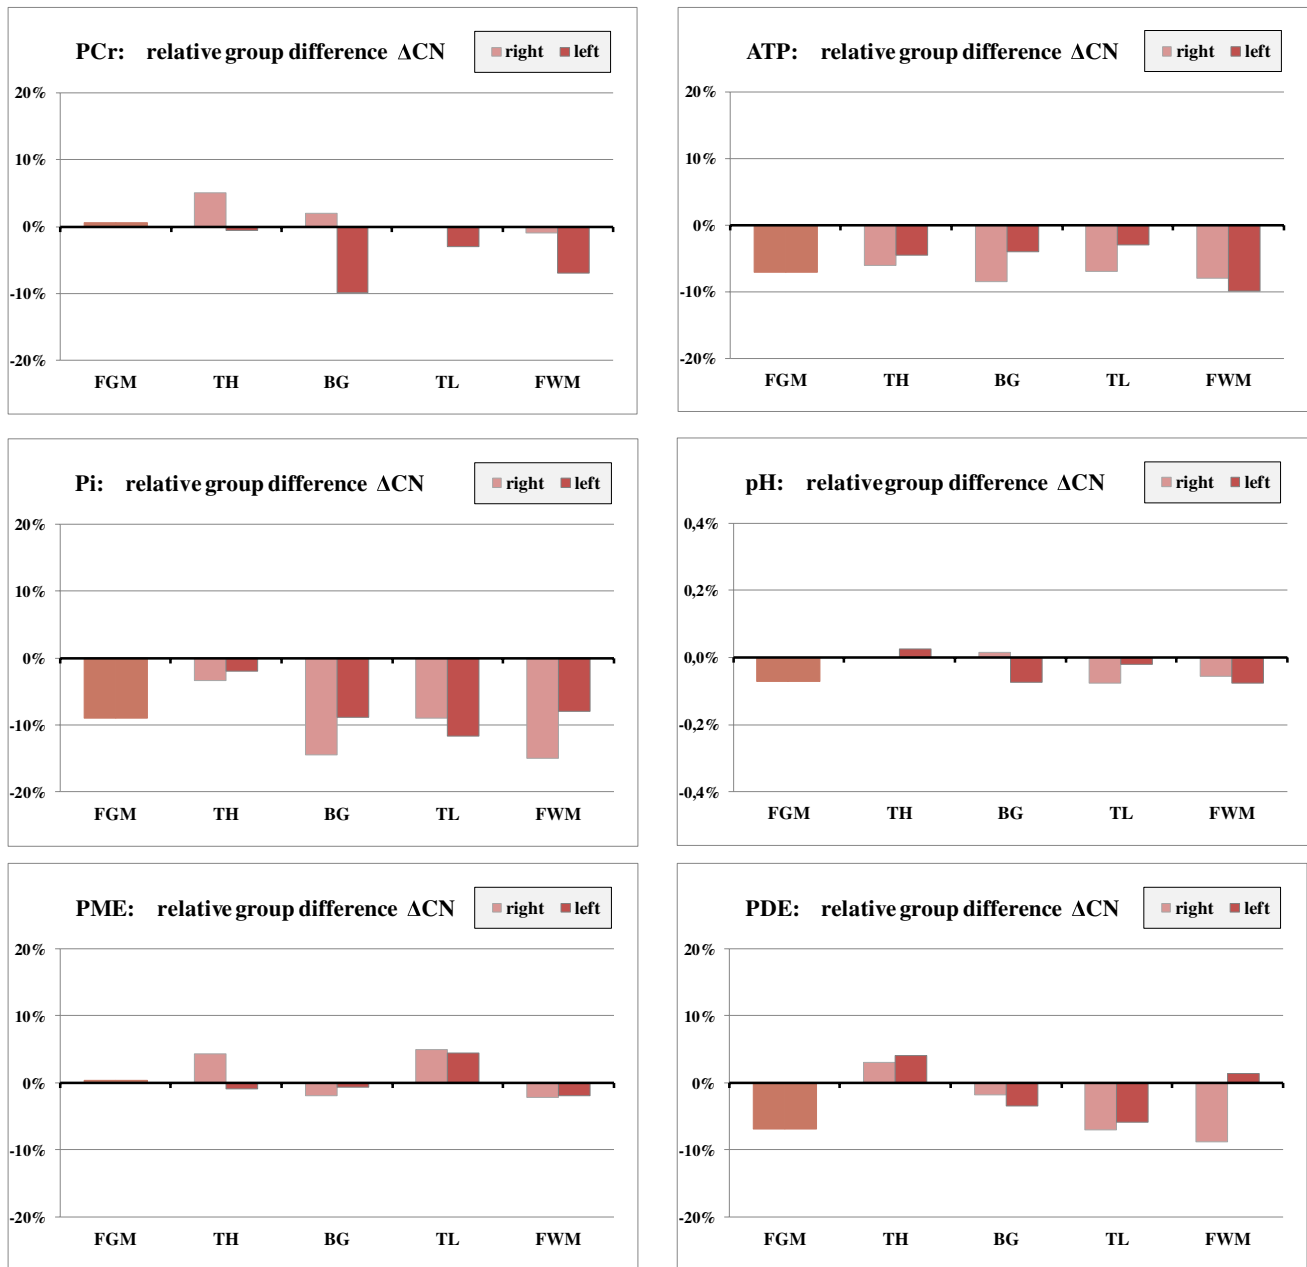 PCr: relative group difference ΔCN
right left
20%
10%
0%
-10%
-20%
FGM TH BG TL FWM
ATP: relative group difference ΔCN
right left
20%
10%
0%
-10%
-20%
FGM TH BG TL FWM
Pi: relative group difference ΔCN
right left
20%
10%
0%
-10%
-20%
FGM TH BG TL FWM
pH: relative group difference ΔCN
right left
0,4%
0,2%
0,0%
-0,2%
-0,4%
FGM TH BG TL FWM
PME: relative group difference ΔCN
right left
20%
10%
0%
-10%
-20%
FGM TH BG TL FWM
PDE: relative group difference ΔCN
right left
20%
10%
0%
-10%
-20%
FGM TH BG TL FWM